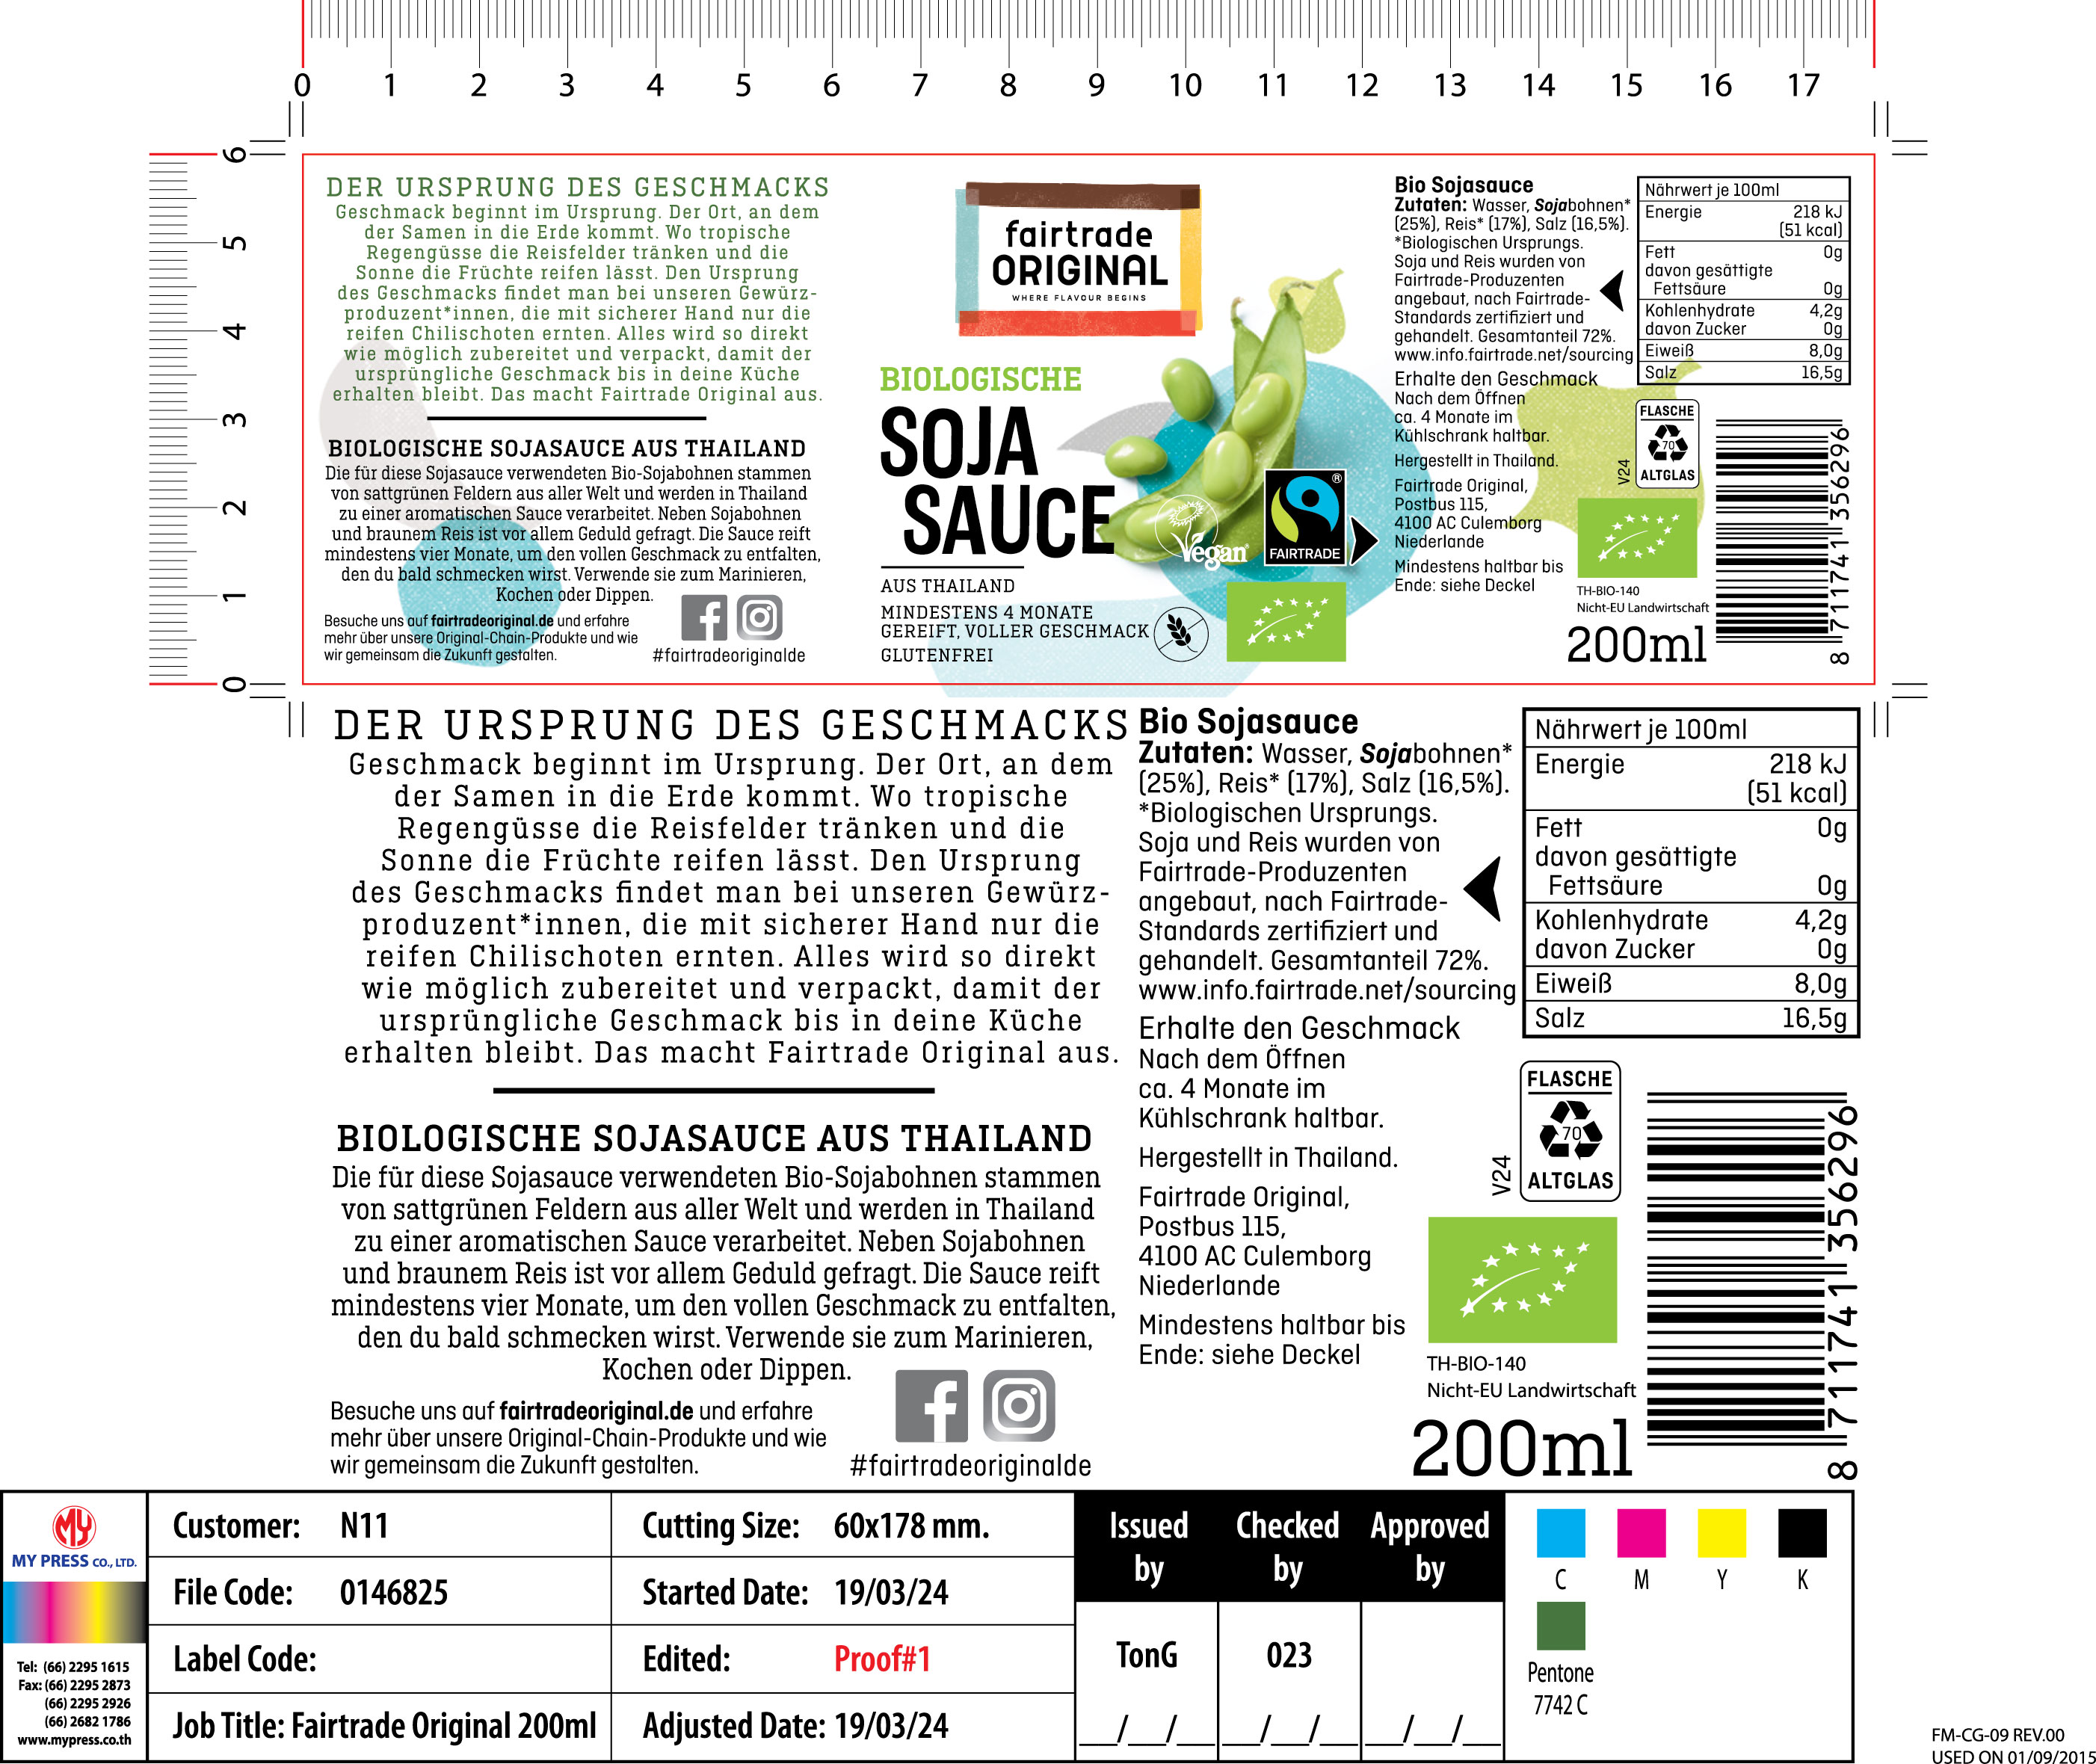 0 1 2 3 4 5 6 7 8 9 10 11 12 13 14 15 16 17
6
5
4
3
2
1
0
DER URSPRUNG DES GESCHMACKS
Geschmack beginnt im Ursprung. Der Ort, an dem
der Samen in die Erde kommt. Wo tropische
Regengüsse die Reisfelder tränken und die
Sonne die Früchte reifen lässt. Den Ursprung
des Geschmacks findet man bei unseren Gewürz-
produzent*innen, die mit sicherer Hand nur die
reifen Chilischoten ernten. Alles wird so direkt
wie möglich zubereitet und verpackt, damit der
ursprüngliche Geschmack bis in deine Küche
erhalten bleibt. Das macht Fairtrade Original aus.
BIOLOGISCHE SOJASAUCE AUS THAILAND
Die für diese Sojasauce verwendeten Bio-Sojabohnen stammen
von sattgrünen Feldern aus aller Welt und werden in Thailand
zu einer aromatischen Sauce verarbeitet. Neben Sojabohnen
und braunem Reis ist vor allem Geduld gefragt. Die Sauce reift
mindestens vier Monate, um den vollen Geschmack zu entfalten,
den du bald schmecken wirst. Verwende sie zum Marinieren,
Kochen oder Dippen.
Besuche uns auf fairtradeoriginal.de und erfahre
mehr über unsere Original-Chain-Produkte und wie
wir gemeinsam die Zukunft gestalten.
#fairtradeoriginalde
fairtrade
ORIGINAL
WHERE FLAVOUR BEGINS
BIOLOGISCHE
SOJA
SAUCE
Vegan
®
FAIRTRADE
AUS THAILAND
MINDESTENS 4 MONATE
GEREIFT, VOLLER GESCHMACK
GLUTENFREI
Bio Sojasauce
Zutaten: Wasser, Sojabohnen*
(25%), Reis* (17%), Salz (16,5%).
*Biologischen Ursprungs.
Soja und Reis wurden von
Fairtrade-Produzenten
angebaut, nach Fairtrade-
Standards zertifiziert und
gehandelt. Gesamtanteil 72%.
www.info.fairtrade.net/sourcing
Erhalte den Geschmack
Nach dem Öffnen
ca. 4 Monate im
Kühlschrank haltbar.
Hergestellt in Thailand.
Fairtrade Original,
Postbus 115,
4100 AC Culemborg
Niederlande
Mindestens haltbar bis
Ende: siehe Deckel
Nährwert je 100ml
Energie 218 kJ
(51 kcal)
Fett 0g
davon gesättigte
Fettsäure 0g
Kohlenhydrate 4,2g
davon Zucker 0g
Eiweiß 8,0g
Salz 16,5g
FLASCHE
70
ALTGLAS
V24
TH-BIO-140
Nicht-EU Landwirtschaft
200ml
8 711741 356296
DER URSPRUNG DES GESCHMACKS
Geschmack beginnt im Ursprung. Der Ort, an dem
der Samen in die Erde kommt. Wo tropische
Regengüsse die Reisfelder tränken und die
Sonne die Früchte reifen lässt. Den Ursprung
des Geschmacks findet man bei unseren Gewürz-
produzent*innen, die mit sicherer Hand nur die
reifen Chilischoten ernten. Alles wird so direkt
wie möglich zubereitet und verpackt, damit der
ursprüngliche Geschmack bis in deine Küche
erhalten bleibt. Das macht Fairtrade Original aus.
BIOLOGISCHE SOJASAUCE AUS THAILAND
Die für diese Sojasauce verwendeten Bio-Sojabohnen stammen
von sattgrünen Feldern aus aller Welt und werden in Thailand
zu einer aromatischen Sauce verarbeitet. Neben Sojabohnen
und braunem Reis ist vor allem Geduld gefragt. Die Sauce reift
mindestens vier Monate, um den vollen Geschmack zu entfalten,
den du bald schmecken wirst. Verwende sie zum Marinieren,
Kochen oder Dippen.
Besuche uns auf fairtradeoriginal.de und erfahre
mehr über unsere Original-Chain-Produkte und wie
wir gemeinsam die Zukunft gestalten.
#fairtradeoriginalde
Bio Sojasauce
Zutaten: Wasser, Sojabohnen*
(25%), Reis* (17%), Salz (16,5%).
*Biologischen Ursprungs.
Soja und Reis wurden von
Fairtrade-Produzenten
angebaut, nach Fairtrade-
Standards zertifiziert und
gehandelt. Gesamtanteil 72%.
www.info.fairtrade.net/sourcing
Erhalte den Geschmack
Nach dem Öffnen
ca. 4 Monate im
Kühlschrank haltbar.
Hergestellt in Thailand.
Fairtrade Original,
Postbus 115,
4100 AC Culemborg
Niederlande
Mindestens haltbar bis
Ende: siehe Deckel
Nährwert je 100ml
Energie 218 kJ
(51 kcal)
Fett 0g
davon gesättigte
Fettsäure 0g
Kohlenhydrate 4,2g
davon Zucker 0g
Eiweiß 8,0g
Salz 16,5g
FLASCHE
70
ALTGLAS
V24
TH-BIO-140
Nicht-EU Landwirtschaft
200ml
8 711741 356296
MY
MY PRESS CO., LTD.
Tel: (66) 2295 1615
Fax: (66) 2295 2873
(66) 2295 2926
(66) 2682 1786
www.mypress.co.th
Customer: N11
File Code: 0146825
Label Code:
Job Title: Fairtrade Original 200ml
Cutting Size: 60x178 mm.
Started Date: 19/03/24
Edited: Proof#1
Adjusted Date: 19/03/24
Issued by
Checked by
Approved by
TonG
023
__/__/__ __/__/__ __/__/__
C M Y K
Pentone
7742 C
FM-CG-09 REV.00
USED ON 01/09/2015